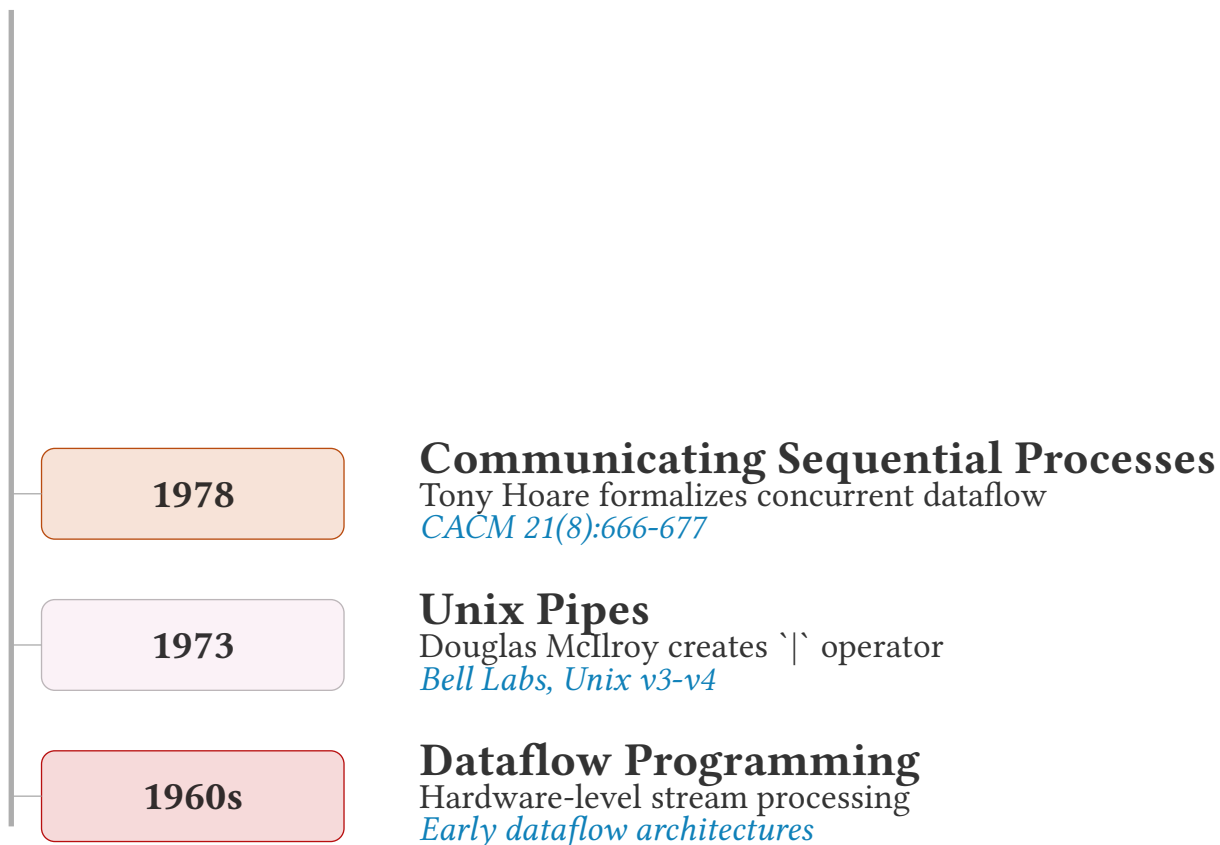 1978
Communicating Sequential Processes
Tony Hoare formalizes concurrent dataflow
CACM 21(8):666-677
1973
Unix Pipes
Douglas McIlroy creates `|` operator
Bell Labs, Unix v3-v4
1960s
Dataflow Programming
Hardware-level stream processing
Early dataflow architectures